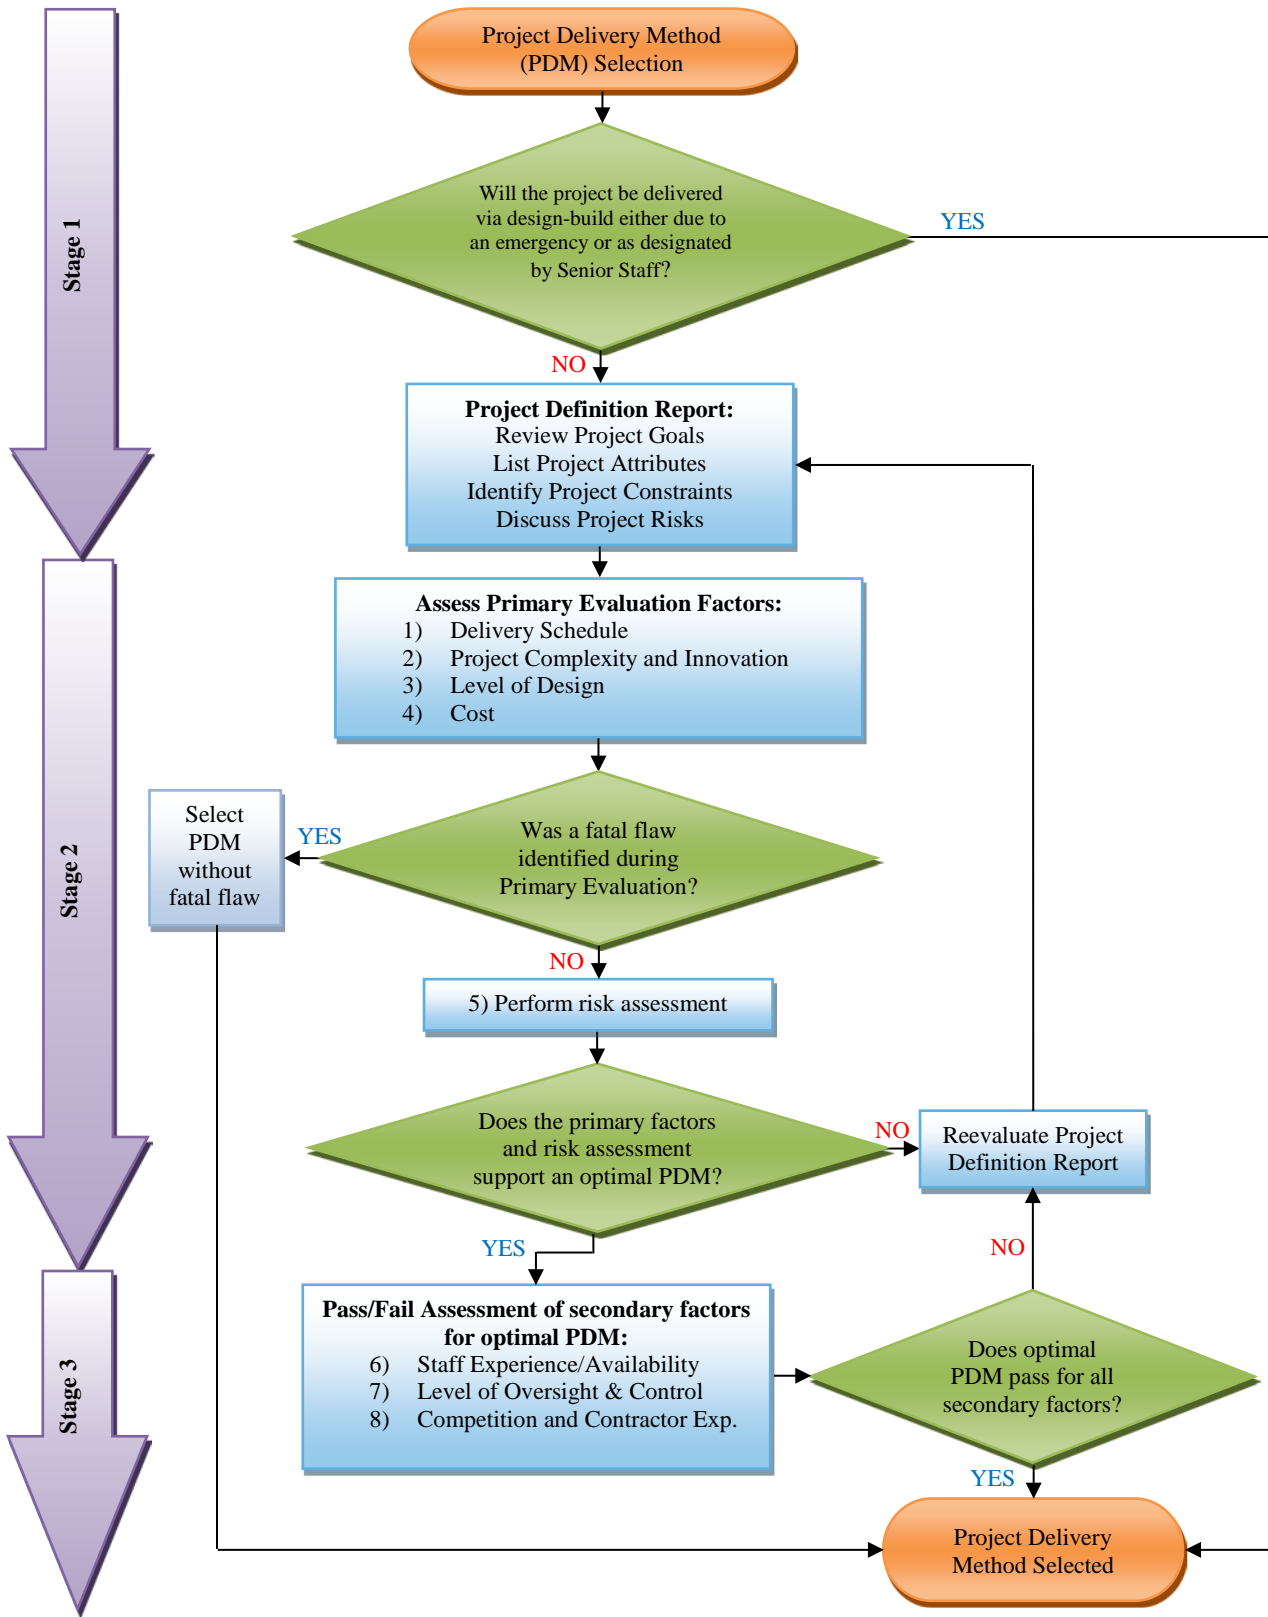 Project Delivery Method
(PDM) Selection
Stage 1
Will the project be delivered
via design-build either due to
an emergency or as designated
by Senior Staff?
YES
NO
Project Definition Report:
Review Project Goals
List Project Attributes
Identify Project Constraints
Discuss Project Risks
Stage 2
Assess Primary Evaluation Factors:
1) Delivery Schedule
2) Project Complexity and Innovation
3) Level of Design
4) Cost
Was a fatal flaw
identified during
Primary Evaluation?
YES
Select
PDM
without
fatal flaw
NO
5) Perform risk assessment
Does the primary factors
and risk assessment
support an optimal PDM?
NO
Reevaluate Project
Definition Report
YES
NO
Stage 3
Pass/Fail Assessment of secondary factors
for optimal PDM:
6) Staff Experience/Availability
7) Level of Oversight & Control
8) Competition and Contractor Exp.
Does optimal
PDM pass for all
secondary factors?
YES
Project Delivery
Method Selected